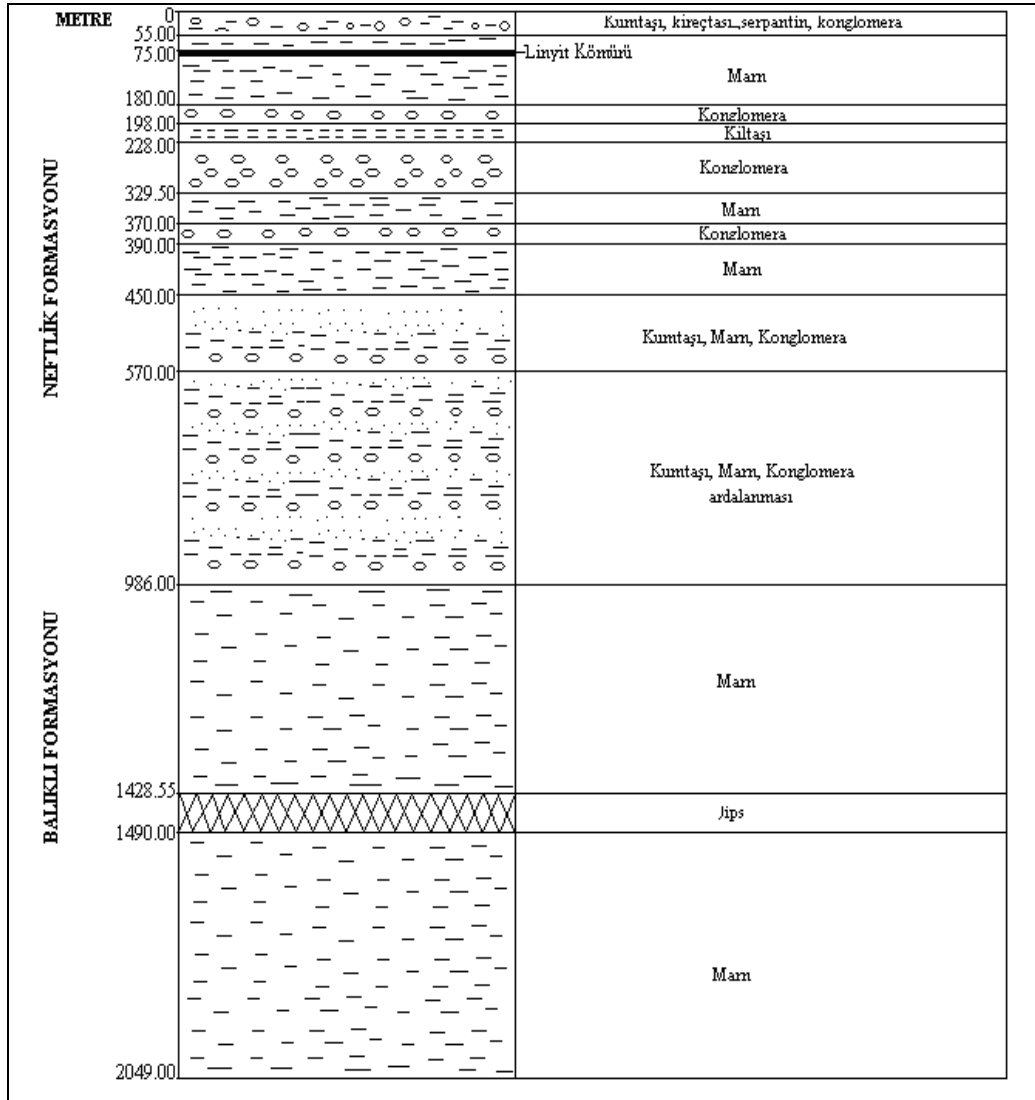 METRE
0
Kumtaşı, kireçtası,,serpantin, konglomera
55.00
75.00
Linyit Kömürü
Marn
180.00
Konglomera
198.00
Kiltaşı
228.00
Konglomera
329.50
Marn
370.00
Konglomera
390.00
Marn
450.00
Kumtaşı, Marn, Konglomera
570.00
NEFTLİK FORMASYONU
Kumtaşı, Marn, Konglomera
ardalanması
986.00
BALIKLI FORMASYONU
Marn
1428.55
Jips
1490.00
Marn
2049.00